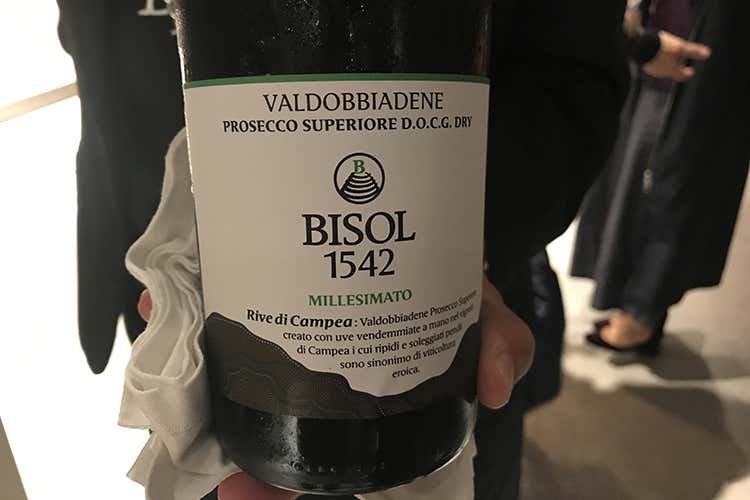 VALDOBBIADENE
PROSECCO SUPERIORE D.O.C.G. DRY
B
BISOL
1542
MILLESIMATO
Rive di Campea: Valdobbiadene Prosecco Superiore
creato con uve vendemmiate a mano nei vigneti
di Campea i cui ripidi e soleggiati pendii
sono sinonimo di viticoltura
eroica.